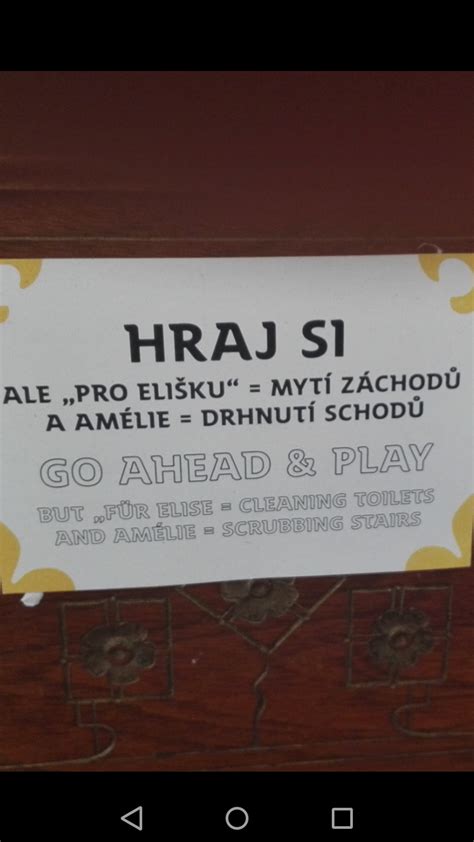 HRAJ SI
ALE „PRO ELIŠKU“ = MYTÍ ZÁCHODŮ
A AMÉLIE = DRHNUTÍ SCHODŮ
GO AHEAD & PLAY
BUT „FÜR ELISE = CLEANING TOILETS
AND AMÉLIE = SCRUBBING STAIRS